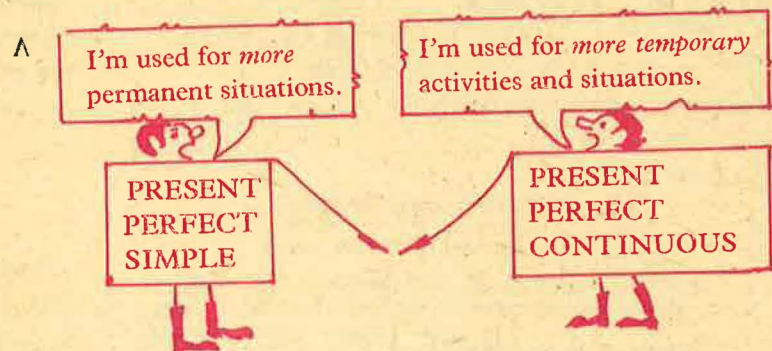 I'm used for more
permanent situations.
I'm used for more temporary
activities and situations.
PRESENT
PERFECT
SIMPLE
PRESENT
PERFECT
CONTINUOUS